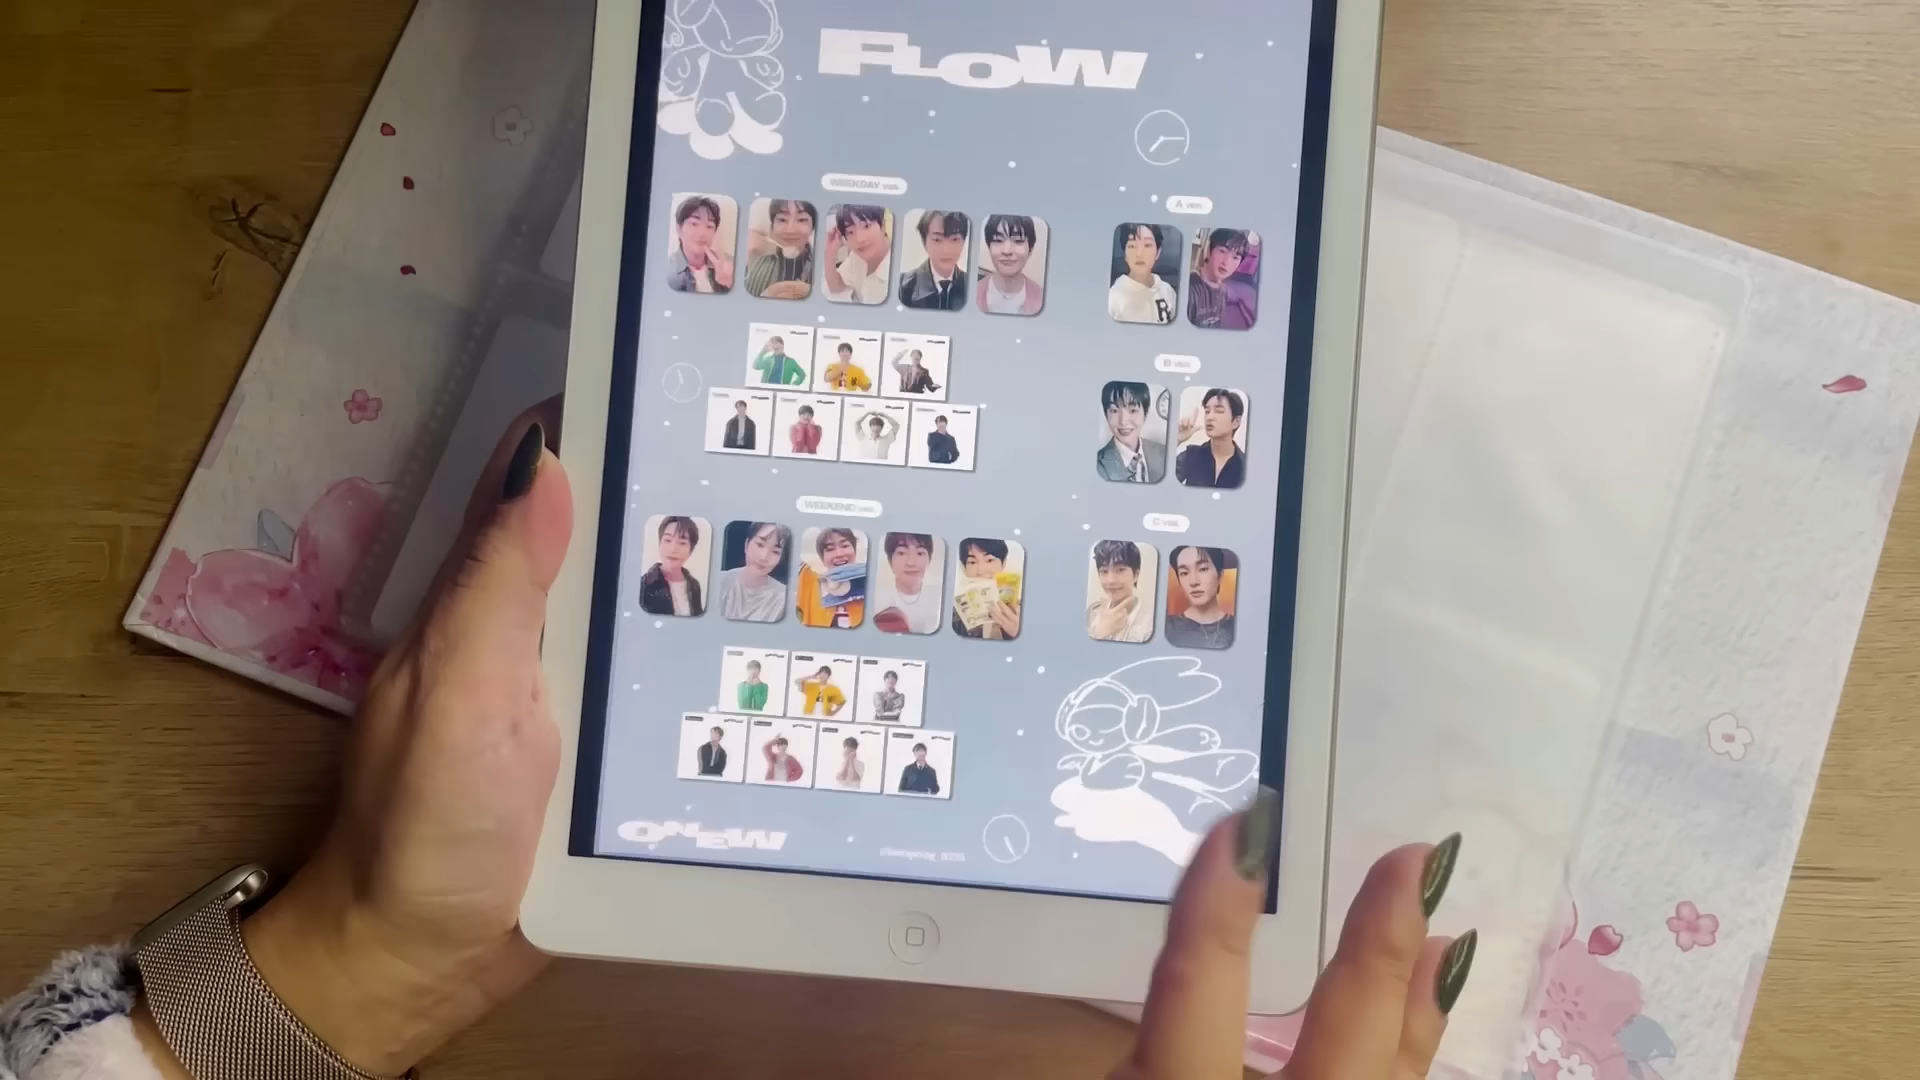 FLOW
WEEKDAY ver.
A ver.
B ver.
WEEKEND ver.
C ver.
ONEW
R